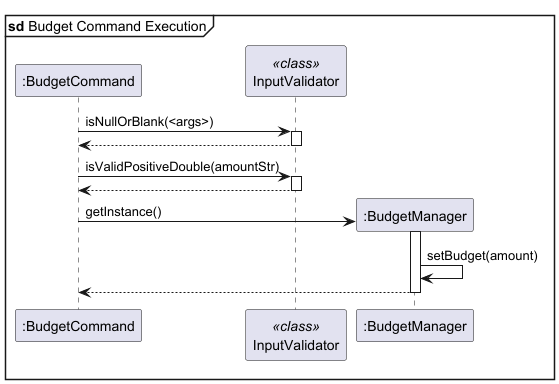 sd Budget Command Execution
«class»
:BudgetCommand
InputValidator
isNullOrBlank(<args>)
isValidPositiveDouble(amountStr)
getInstance()
:BudgetManager
setBudget(amount)
«class»
:BudgetCommand
InputValidator
:BudgetManager